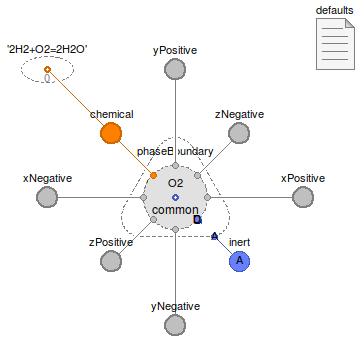 defaults
'2H2+O2=2H2O'
yPositive
0
chemical
zNegative
phaseBoundary
O2
xNegative
xPositive
common
zPositive
inert
A
yNegative